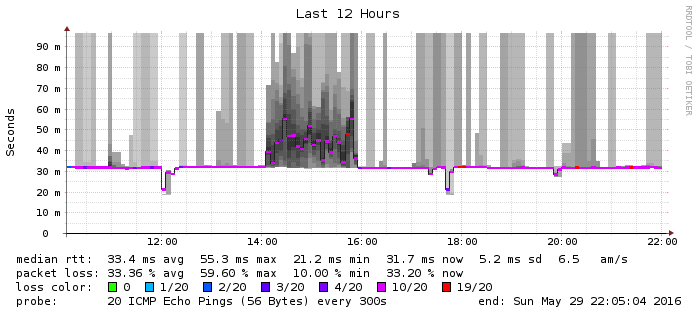 Last 12 Hours
RRDTOOL / TOBI OETIKER
Seconds
90 m
80 m
70 m
60 m
50 m
40 m
30 m
20 m
10 m
0
12:00 14:00 16:00 18:00 20:00 22:00
median rtt: 33.4 ms avg 55.3 ms max 21.2 ms min 31.7 ms now 5.2 ms sd 6.5 am/s
packet loss: 33.36 % avg 59.60 % max 10.00 % min 33.20 % now
loss color: 0 1/20 2/20 3/20 4/20 10/20 19/20
probe: 20 ICMP Echo Pings (56 Bytes) every 300s end: Sun May 29 22:05:04 2016